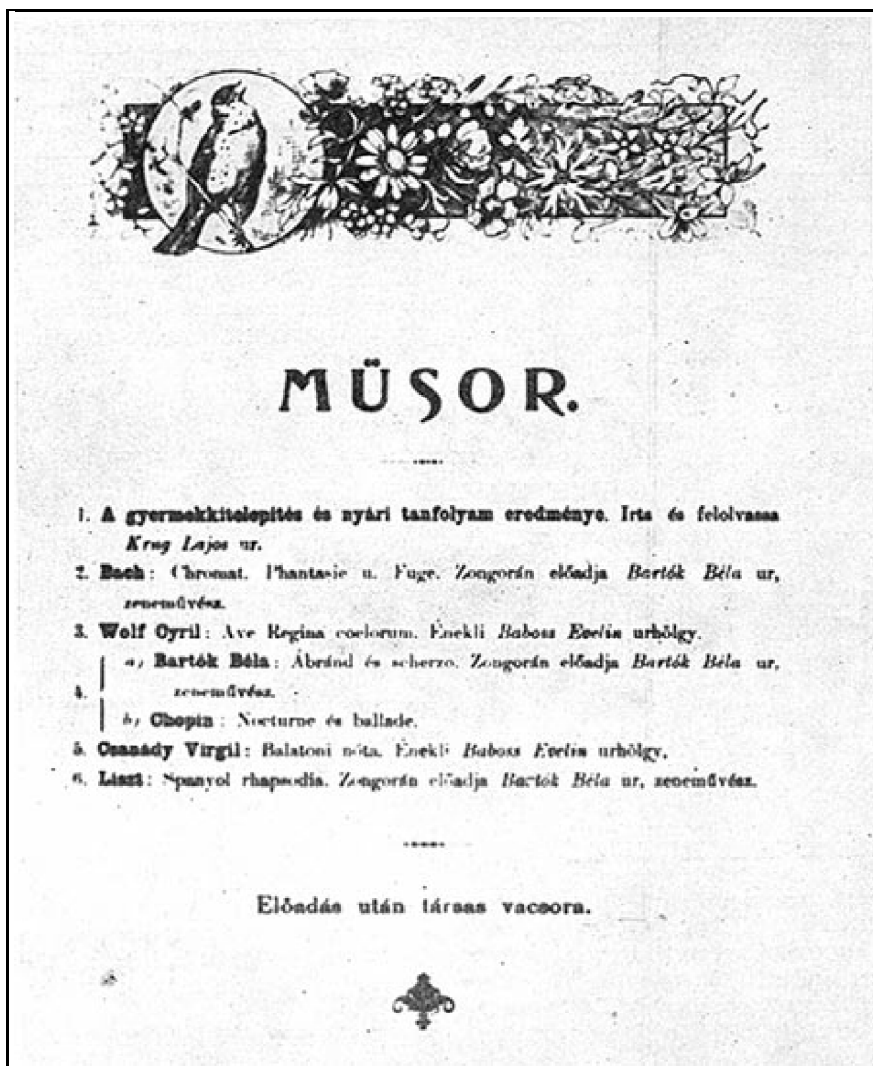 MŰSOR.
1. A gyermekkitelepités és nyári tanfolyam eredménye. Irta és felolvassa
Krug Lajos ur.
2. Bach: Chromat. Phantasie u. Fuge. Zongorán előadja Bartók Béla ur,
zeneművész.
3. Wolf Cyril: Ave Regina coelorum. Énekli Baboss Evelin urhölgy.
a) Bartók Béla: Ábránd és scherzo. Zongorán előadja Bartók Béla ur,
4. zeneművész.
b) Chopin: Nocturne és ballade.
5. Csanády Virgil: Balatoni nóta. Énekli Baboss Evelin urhölgy.
6. Liszt: Spanyol rhapsodia. Zongorán előadja Bartók Béla ur, zeneművész.
Előadás után társas vacsora.